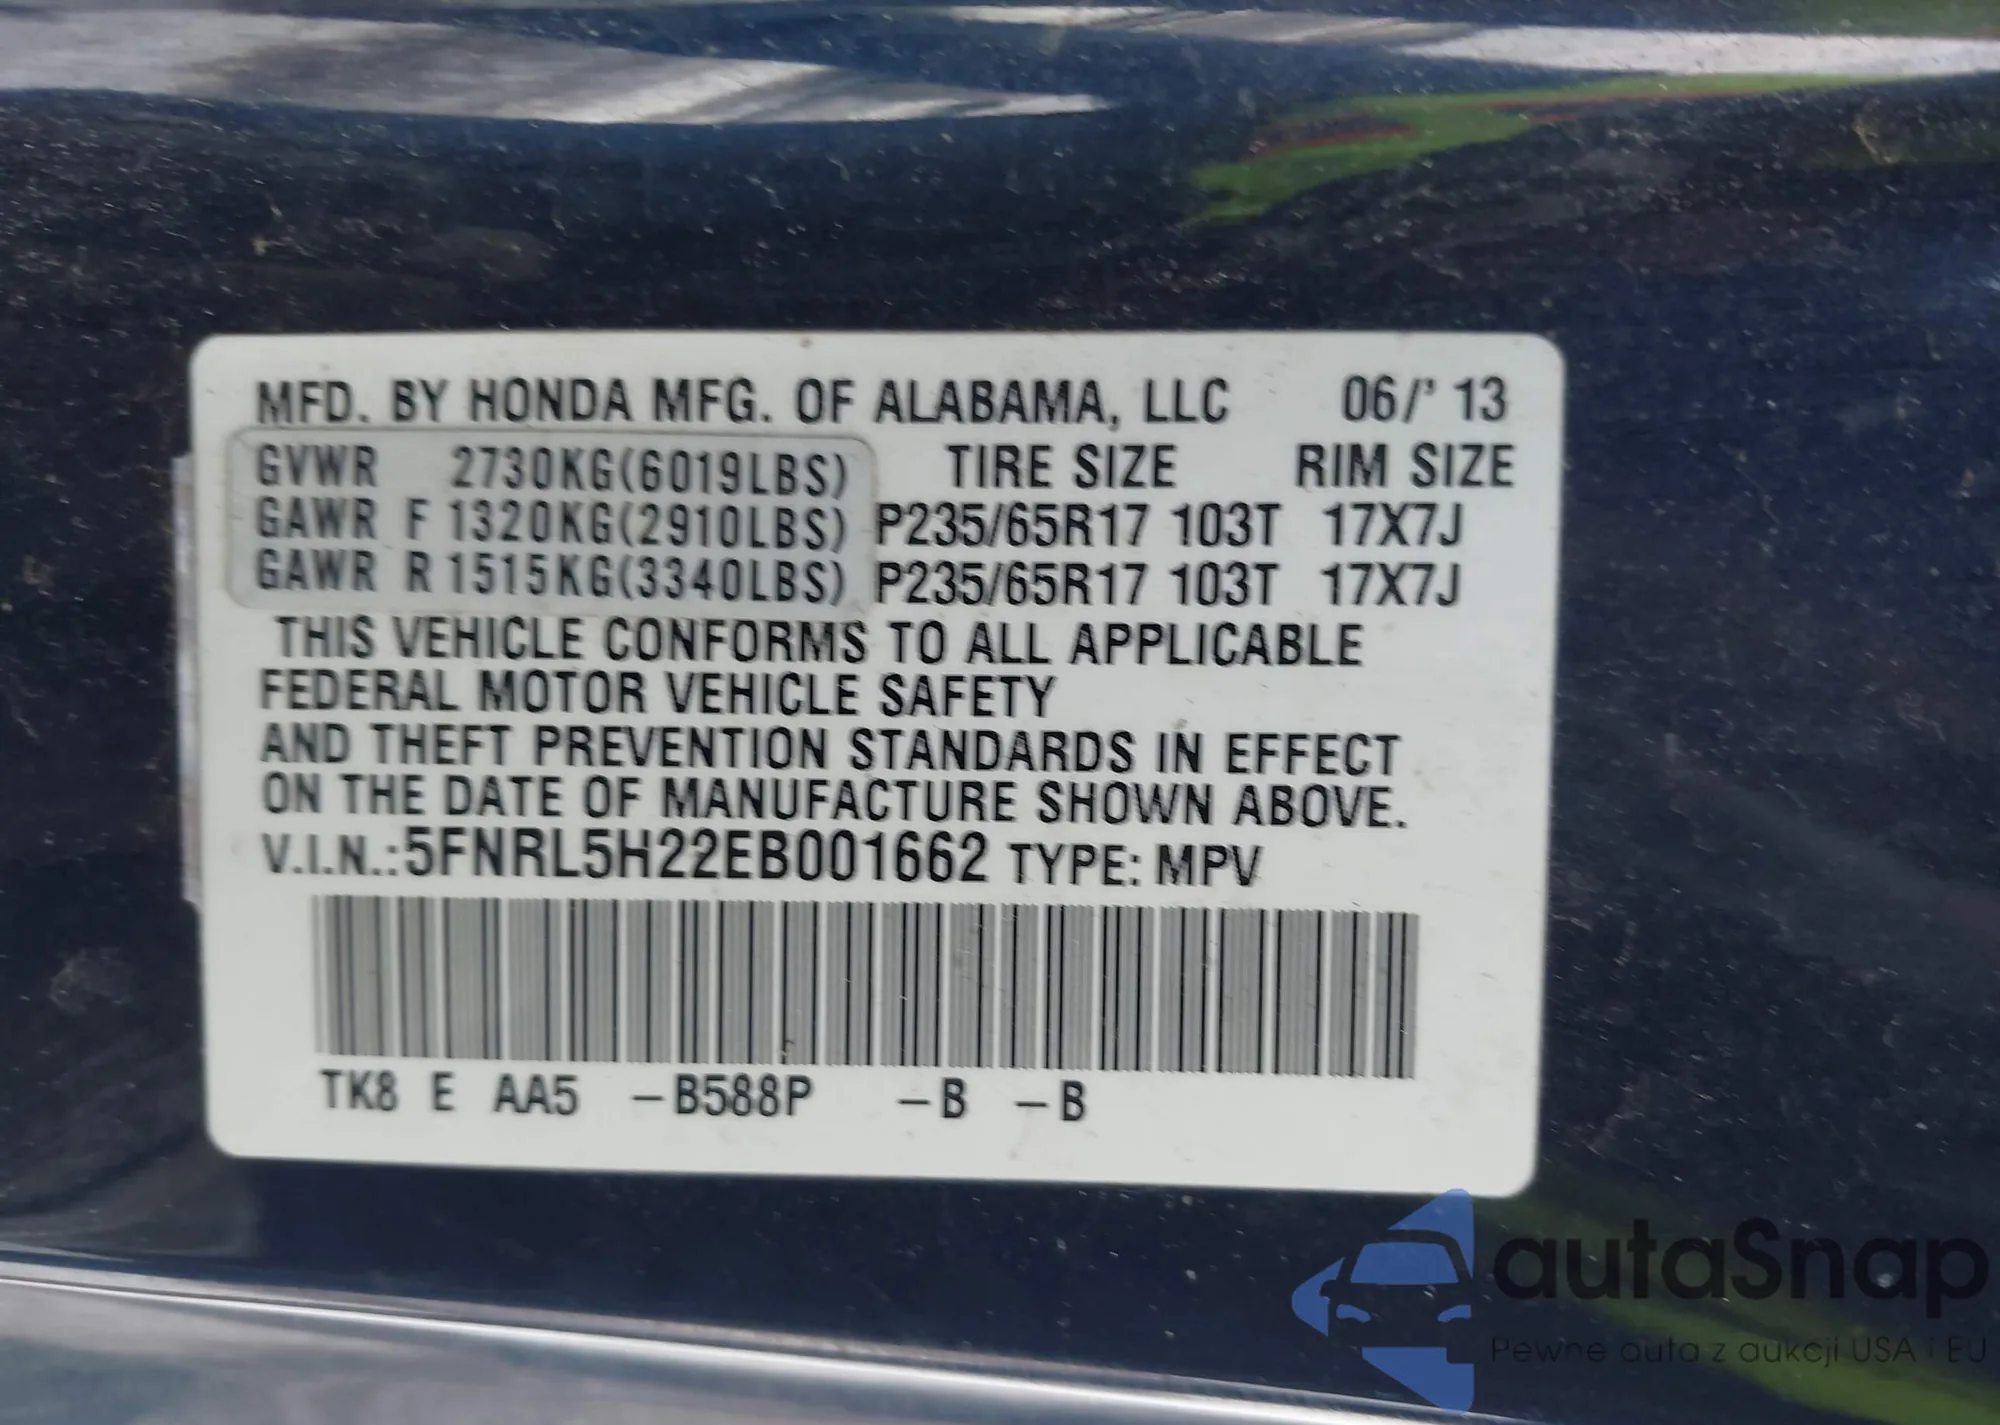 MFD. BY HONDA MFG. OF ALABAMA, LLC 06/' 13
GVWR 2730KG(6019LBS) TIRE SIZE RIM SIZE
GAWR F 1320KG(2910LBS) P235/65R17 103T 17X7J
GAWR R 1515KG(3340LBS) P235/65R17 103T 17X7J
THIS VEHICLE CONFORMS TO ALL APPLICABLE
FEDERAL MOTOR VEHICLE SAFETY
AND THEFT PREVENTION STANDARDS IN EFFECT
ON THE DATE OF MANUFACTURE SHOWN ABOVE.
V.I.N.:5FNRL5H22EB001662 TYPE: MPV
TK8 E AA5 –B588P –B –B
autaSnap
Pewne auta z aukcji USA i EU